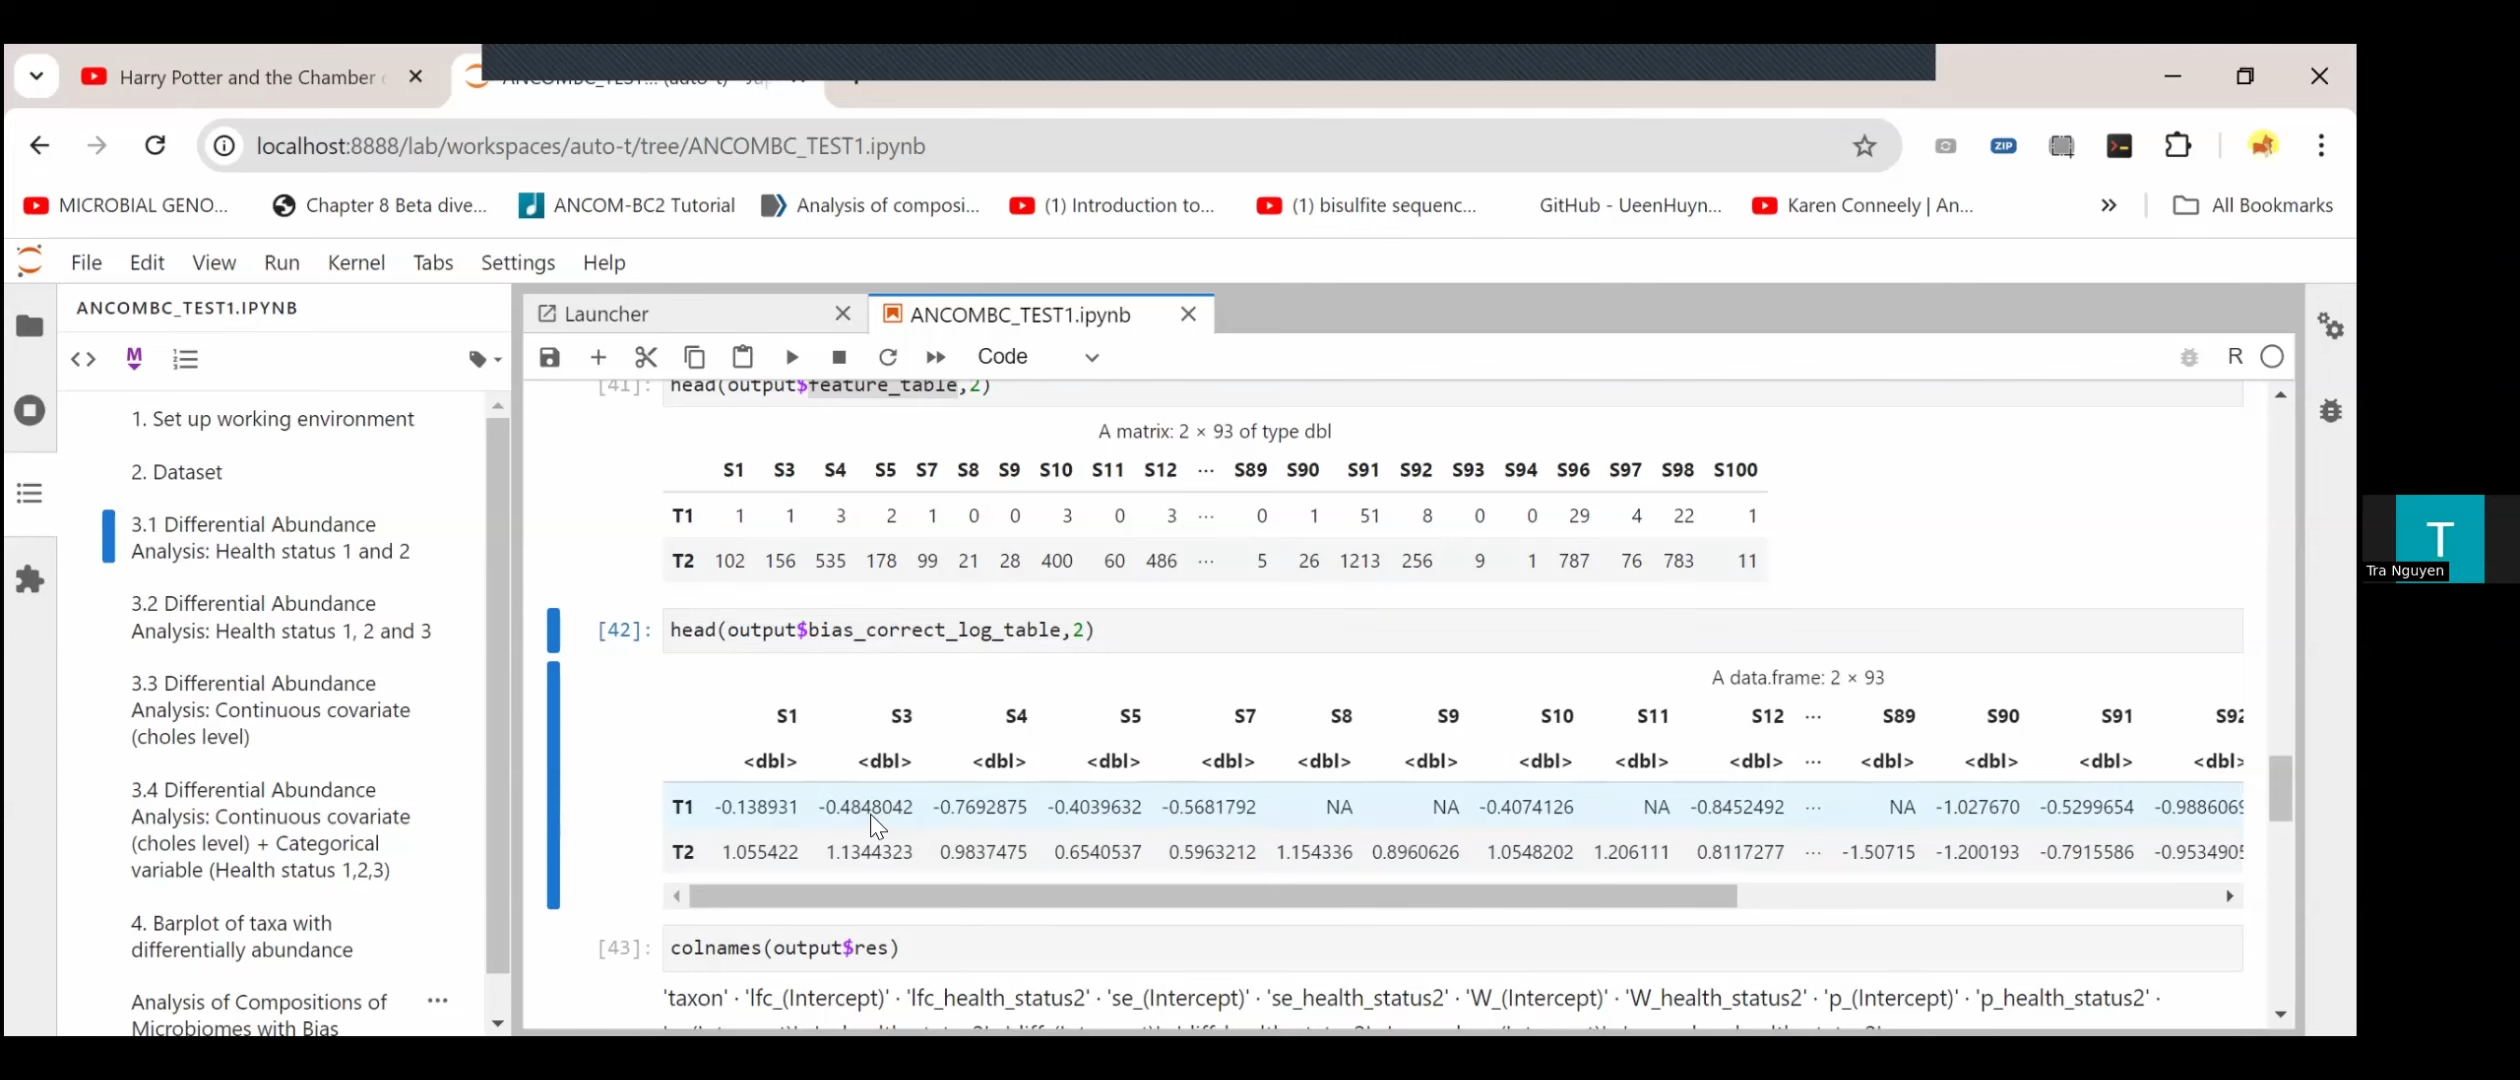 Harry Potter and the Chamber
localhost:8888/lab/workspaces/auto-t/tree/ANCOMBC_TEST1.ipynb
ZIP
MICROBIAL GENO... Chapter 8 Beta dive... ANCOM-BC2 Tutorial Analysis of composi... (1) Introduction to... (1) bisulfite sequenc... GitHub - UeenHuyn... Karen Conneely | An... » All Bookmarks
File Edit View Run Kernel Tabs Settings Help
ANCOMBC_TEST1.IPYNB
Launcher ANCOMBC_TEST1.ipynb
M Code R
1. Set up working environment
2. Dataset
3.1 Differential Abundance
Analysis: Health status 1 and 2
3.2 Differential Abundance
Analysis: Health status 1, 2 and 3
3.3 Differential Abundance
Analysis: Continuous covariate
(choles level)
3.4 Differential Abundance
Analysis: Continuous covariate
(choles level) + Categorical
variable (Health status 1,2,3)
4. Barplot of taxa with
differentially abundance
Analysis of Compositions of
Microbiomes with Bias
[41]: head(output$feature_table,2)
A matrix: 2 × 93 of type dbl
S1 S3 S4 S5 S7 S8 S9 S10 S11 S12 ··· S89 S90 S91 S92 S93 S94 S96 S97 S98 S100
T1 1 1 3 2 1 0 0 3 0 3 ··· 0 1 51 8 0 0 29 4 22 1
T2 102 156 535 178 99 21 28 400 60 486 ··· 5 26 1213 256 9 1 787 76 783 11
[42]: head(output$bias_correct_log_table,2)
A data.frame: 2 × 93
S1 S3 S4 S5 S7 S8 S9 S10 S11 S12 ··· S89 S90 S91 S92
<dbl> <dbl> <dbl> <dbl> <dbl> <dbl> <dbl> <dbl> <dbl> <dbl> ··· <dbl> <dbl> <dbl> <dbl>
T1 -0.138931 -0.4848042 -0.7692875 -0.4039632 -0.5681792 NA NA -0.4074126 NA -0.8452492 ··· NA -1.027670 -0.5299654 -0.9886069
T2 1.055422 1.1344323 0.9837475 0.6540537 0.5963212 1.154336 0.8960626 1.0548202 1.206111 0.8117277 ··· -1.50715 -1.200193 -0.7915586 -0.9534905
[43]: colnames(output$res)
'taxon' · 'lfc_(Intercept)' · 'lfc_health_status2' · 'se_(Intercept)' · 'se_health_status2' · 'W_(Intercept)' · 'W_health_status2' · 'p_(Intercept)' · 'p_health_status2' ·
T
Tra Nguyen